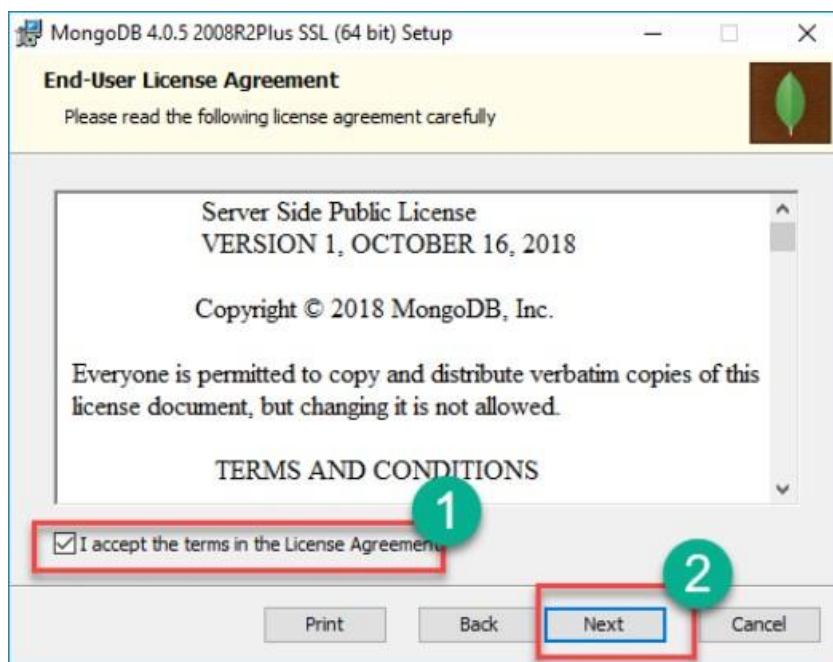 MongoDB 4.0.5 2008R2Plus SSL (64 bit) Setup
End-User License Agreement
Please read the following license agreement carefully
Server Side Public License
VERSION 1, OCTOBER 16, 2018
Copyright © 2018 MongoDB, Inc.
Everyone is permitted to copy and distribute verbatim copies of this
license document, but changing it is not allowed.
TERMS AND CONDITIONS
1
I accept the terms in the License Agreement
2
Print Back Next Cancel